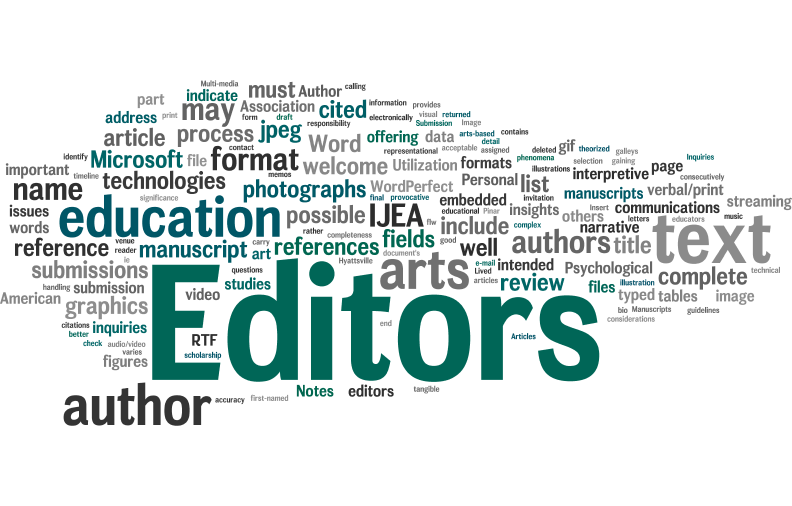 Multi-media
part indicate must Author calling
print may Association cited information provides
address form draft responsibility electronically visual returned
Submission Image
article process jpeg Word offering data arts-based contains
contact representational acceptable detail assigned deleted gif theorized galleys
identify Microsoft file format welcome Utilization formats phenomena selection gaining Inquiries
important timeline technologies memos Personal list illustrations interpretive page consecutively
name significance photographs WordPerfect embedded invitation manuscripts verbal/print
final provocative
issues education possible IJEA flw educational Pinar insights others Insert communications streaming
words rather completeness include complex narrative letters educators music
reference venue reader manuscript carry art references fields good well authors title text
ie Hyattsville document's
submissions questions arts e-mail Lived intended Psychological complete technical
handling submission studies articles review files illustration
American graphics video typed tables image
end bio Manuscripts guidelines
citations inquiries considerations
better
check audio/video RTF Editors Articles
varies
figures scholarship
Notes editors tangible
author accuracy first-named